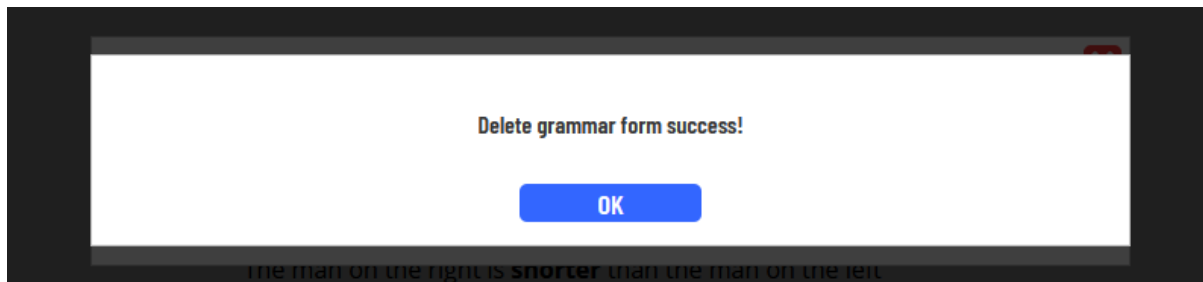 Delete grammar form success!
OK
The man on the right is shorter than the man on the left